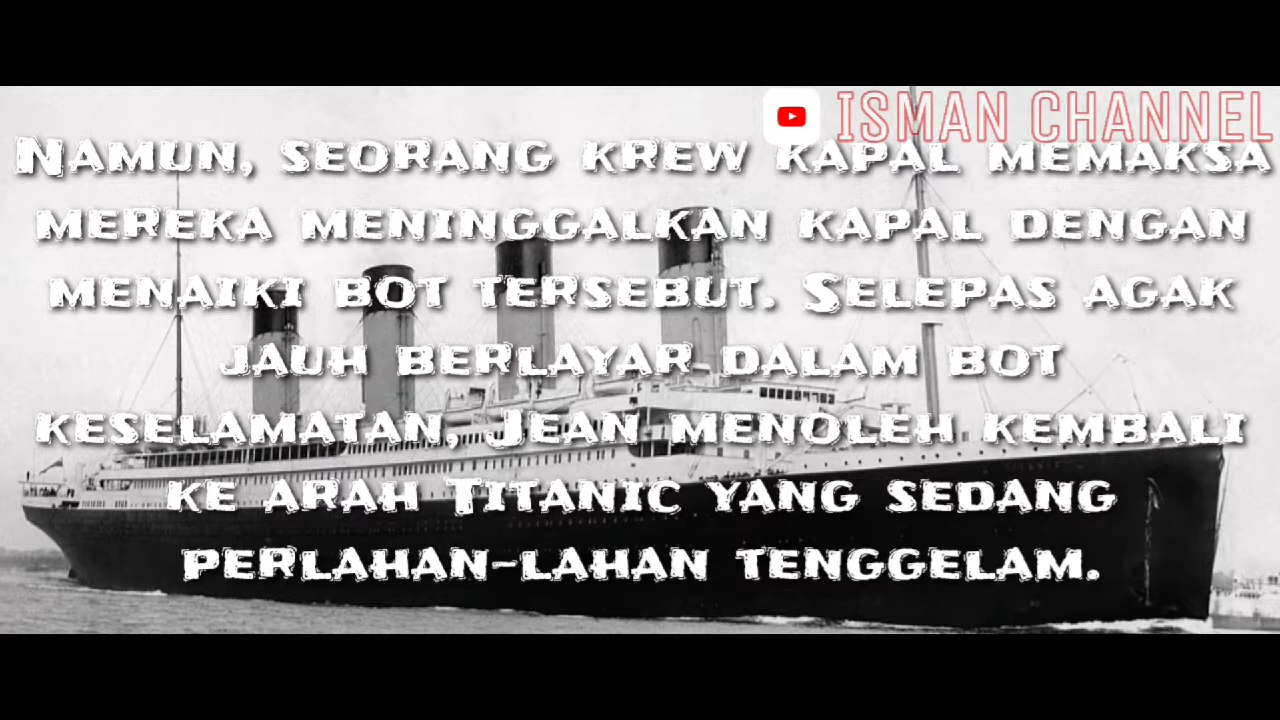 ISMAN CHANNEL
Namun, seorang krew kapal memaksa
mereka meninggalkan kapal dengan
menaiki bot tersebut. Selepas agak
jauh berlayar dalam bot
keselamatan, Jean menoleh kembali
ke arah Titanic yang sedang
perlahan-lahan tenggelam.